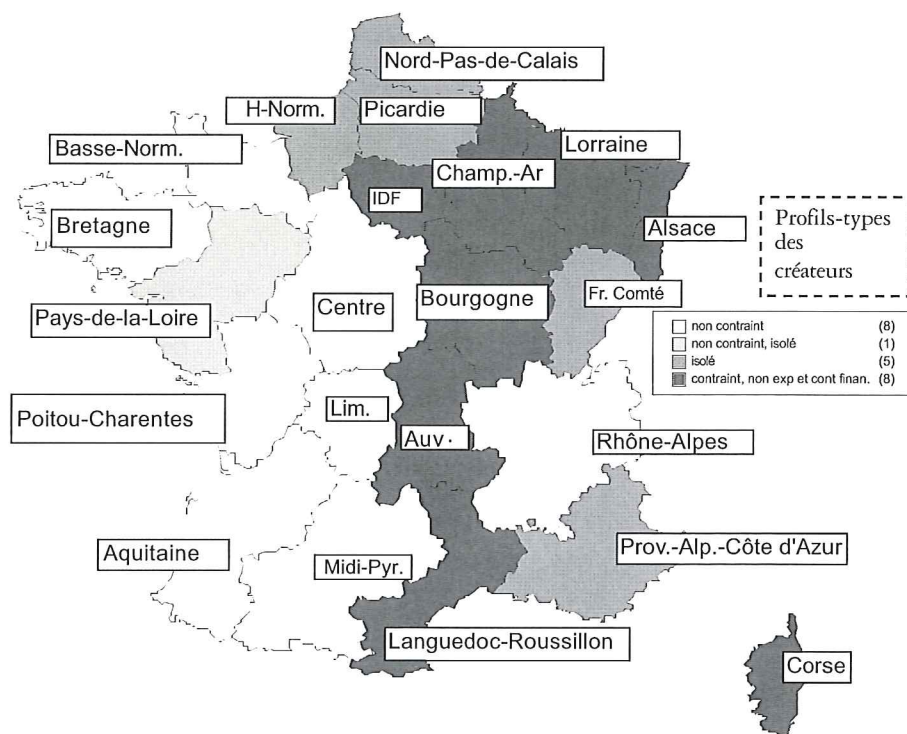 Nord-Pas-de-Calais
H-Norm.
Picardie
Basse-Norm.
Lorraine
Champ.-Ar
IDF
Bretagne
Alsace
Profils-types
des
créateurs
Pays-de-la-Loire
Centre
Bourgogne
Fr. Comté
non contraint (8)
non contraint, isolé (1)
isolé (5)
contraint, non exp et cont finan. (8)
Poitou-Charentes
Lim.
Auv.
Rhône-Alpes
Aquitaine
Midi-Pyr.
Prov.-Alp.-Côte d'Azur
Languedoc-Roussillon
Corse